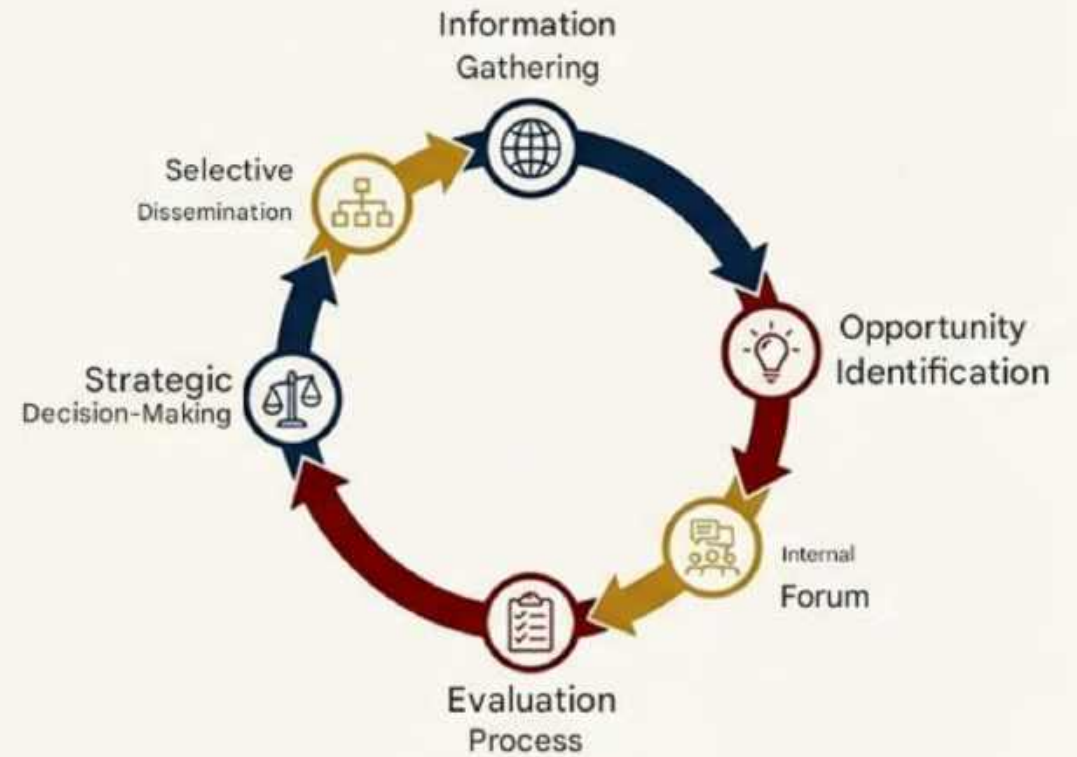 Information
Gathering
Opportunity
Identification
Internal
Forum
Evaluation
Process
Strategic
Decision-Making
Selective
Dissemination